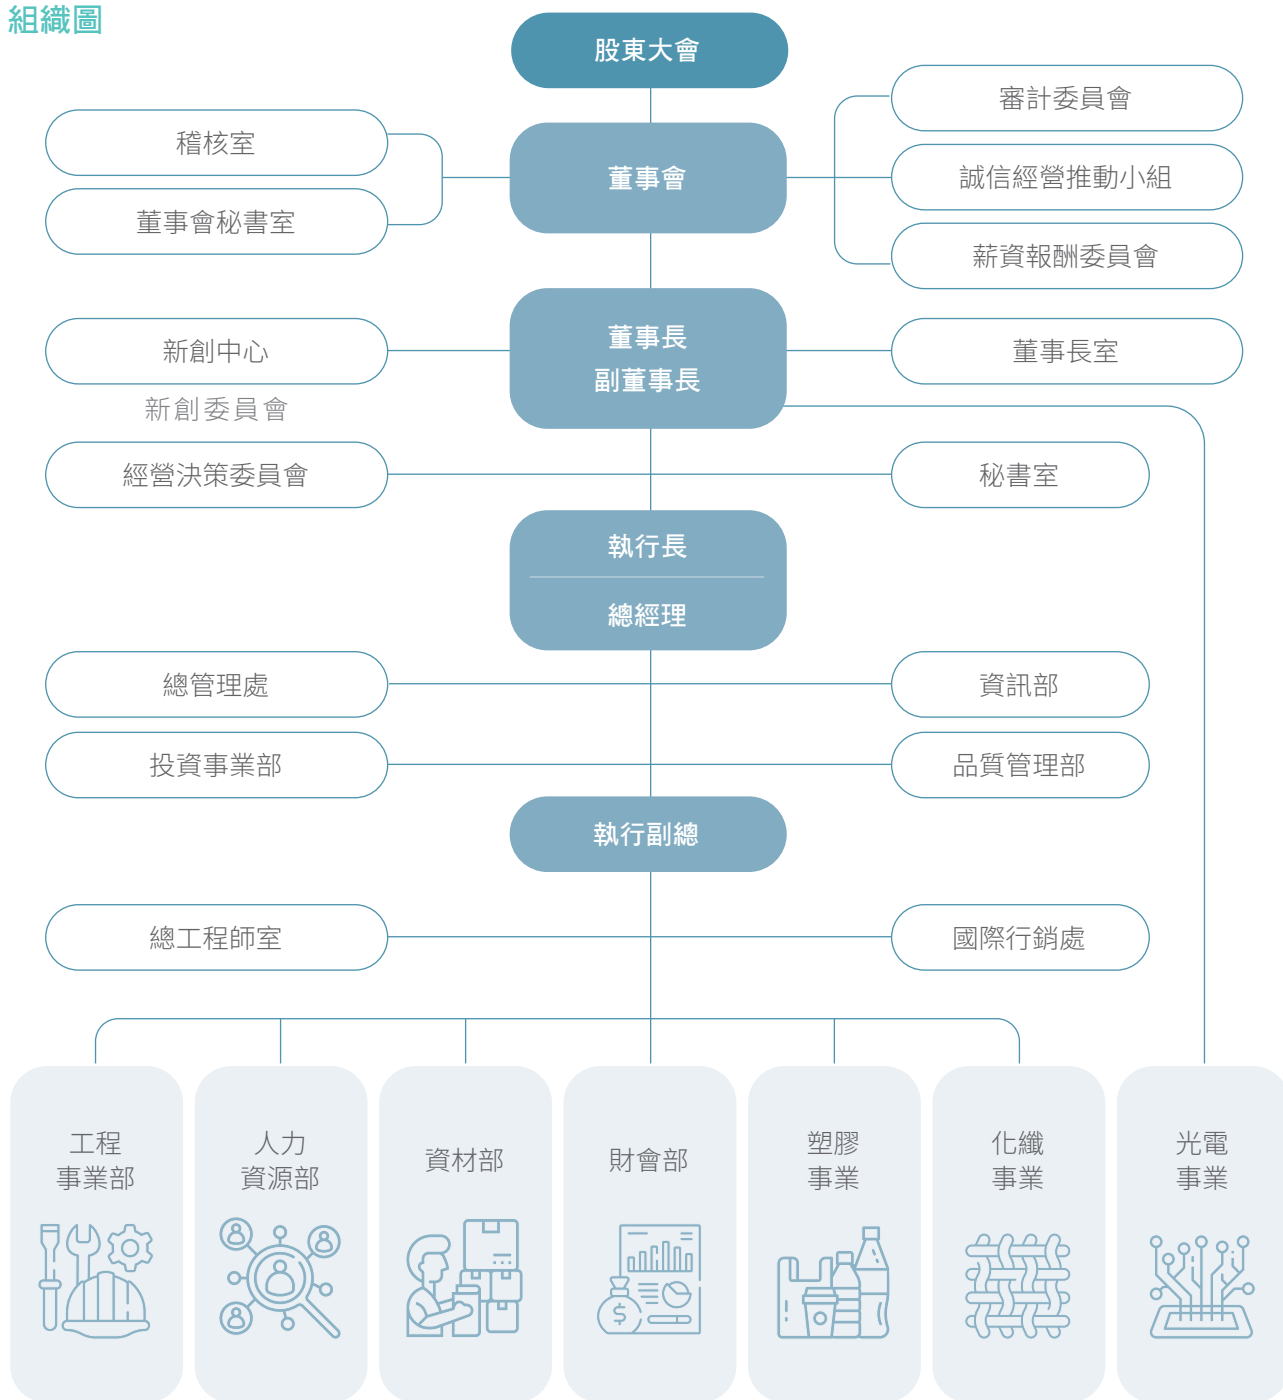 組織圖
股東大會
審計委員會
稽核室
董事會
誠信經營推動小組
董事會秘書室
薪資報酬委員會
新創中心
董事長
副董事長
董事長室
新創委員會
經營決策委員會
秘書室
執行長
總經理
總管理處
資訊部
投資事業部
品質管理部
執行副總
總工程師室
國際行銷處
工程
事業部
人力
資源部
資材部
財會部
塑膠
事業
化纖
事業
光電
事業
$